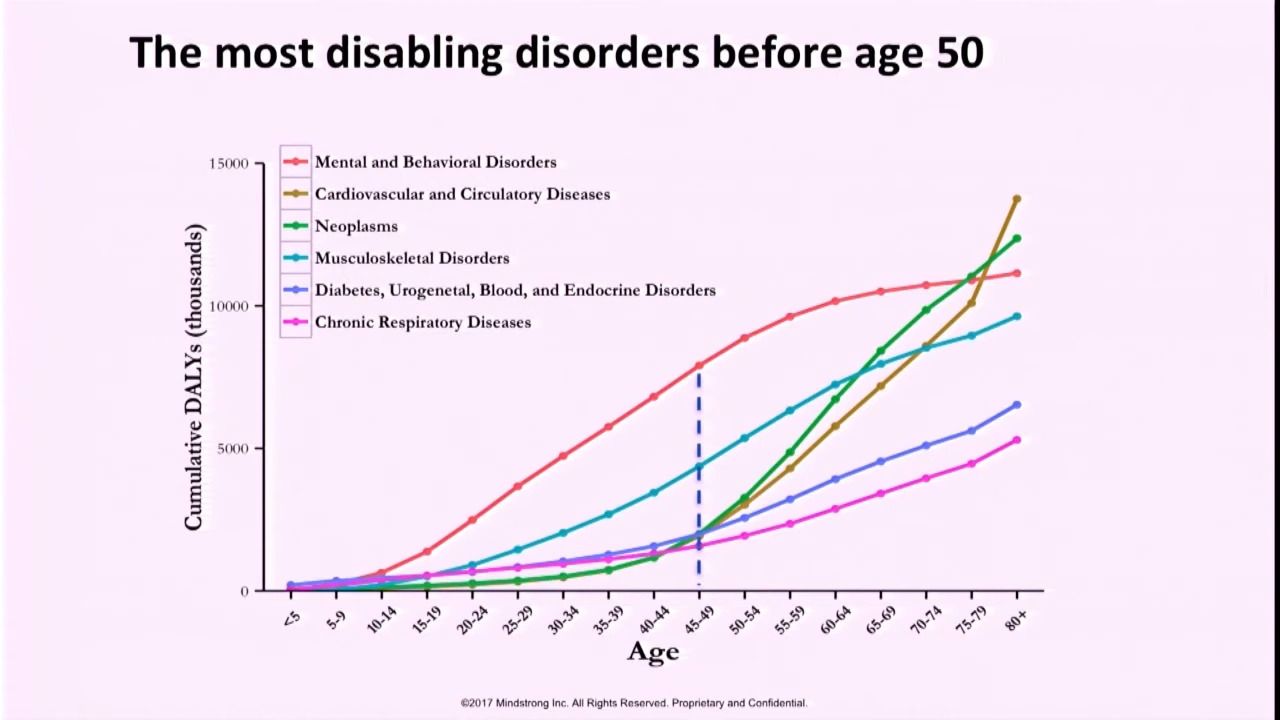 The most disabling disorders before age 50
15000
10000
5000
0
Cumulative DALYs (thousands)
Mental and Behavioral Disorders
Cardiovascular and Circulatory Diseases
Neoplasms
Musculoskeletal Disorders
Diabetes, Urogenetal, Blood, and Endocrine Disorders
Chronic Respiratory Diseases
<5 5-9 10-14 15-19 20-24 25-29 30-34 35-39 40-44 45-49 50-54 55-59 60-64 65-69 70-74 75-79 80+
Age
©2017 Mindstrong Inc. All Rights Reserved. Proprietary and Confidential.